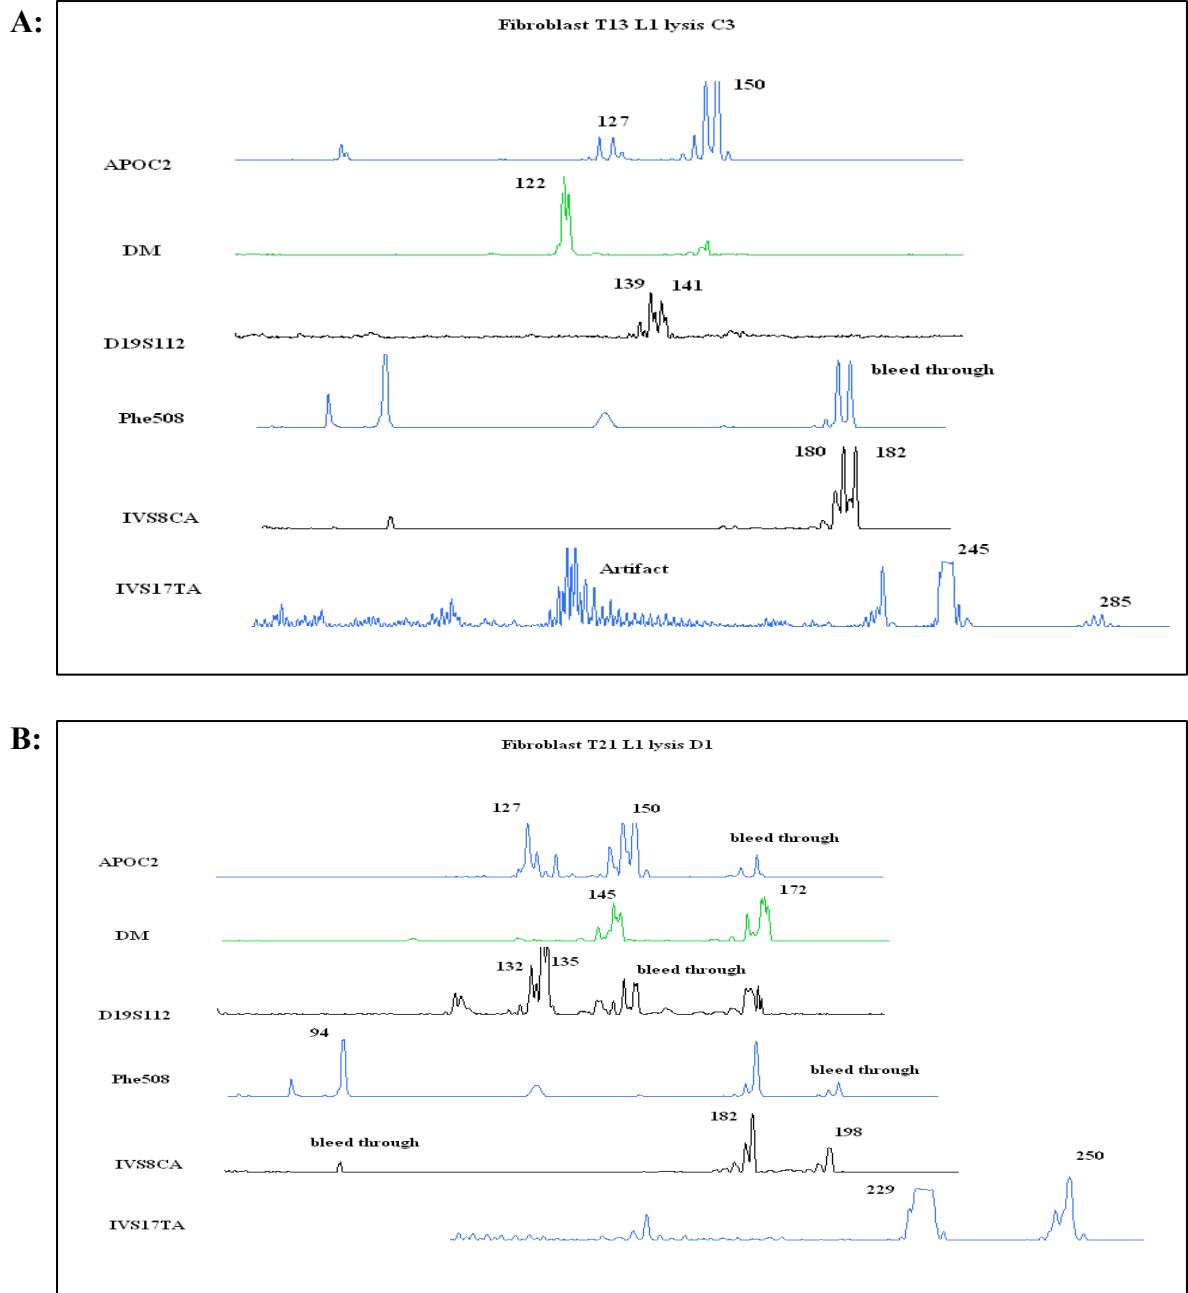 A:
Fibroblast T13 L1 lysis C3
150
127
APOC2
122
DM
139 141
D19S112
bleed through
Phe508
180 182
IVS8CA
245
Artifact
IVS17TA
285
B:
Fibroblast T21 L1 lysis D1
127 150
bleed through
APOC2
145 172
DM
132 135 bleed through
D19S112
94
bleed through
Phe508
182 198
bleed through
IVS8CA
250
229
IVS17TA